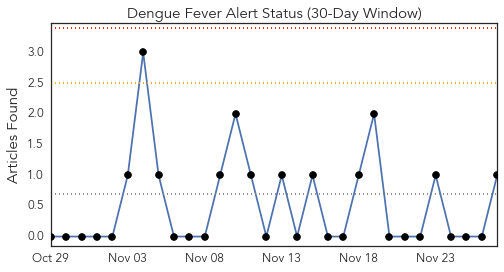 Dengue Fever Alert Status (30-Day Window)
Articles Found
3.0
2.5
2.0
1.5
1.0
0.5
0.0
Oct 29 Nov 03 Nov 08 Nov 13 Nov 18 Nov 23